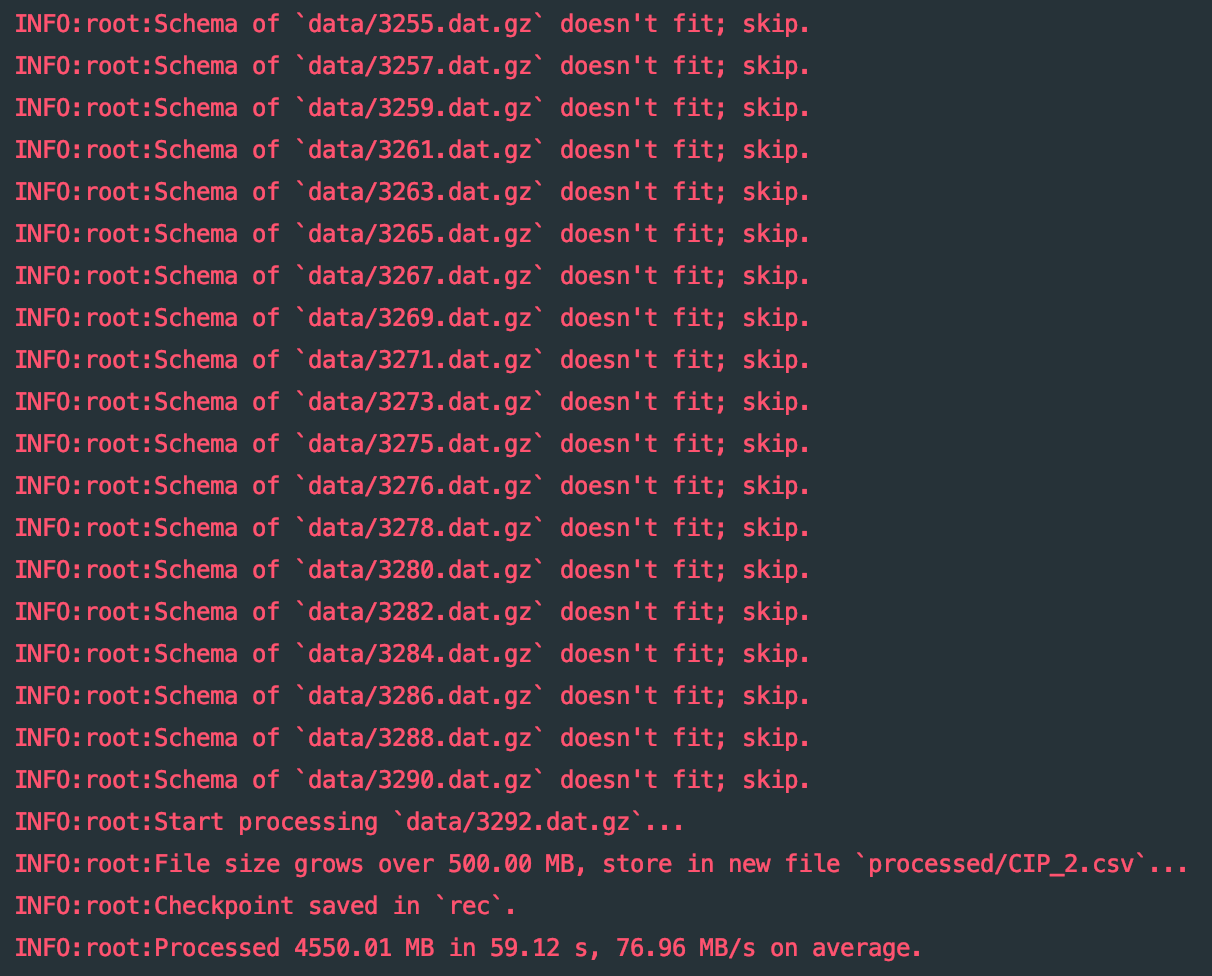 INFO:root:Schema of `data/3255.dat.gz` doesn't fit; skip.
INFO:root:Schema of `data/3257.dat.gz` doesn't fit; skip.
INFO:root:Schema of `data/3259.dat.gz` doesn't fit; skip.
INFO:root:Schema of `data/3261.dat.gz` doesn't fit; skip.
INFO:root:Schema of `data/3263.dat.gz` doesn't fit; skip.
INFO:root:Schema of `data/3265.dat.gz` doesn't fit; skip.
INFO:root:Schema of `data/3267.dat.gz` doesn't fit; skip.
INFO:root:Schema of `data/3269.dat.gz` doesn't fit; skip.
INFO:root:Schema of `data/3271.dat.gz` doesn't fit; skip.
INFO:root:Schema of `data/3273.dat.gz` doesn't fit; skip.
INFO:root:Schema of `data/3275.dat.gz` doesn't fit; skip.
INFO:root:Schema of `data/3276.dat.gz` doesn't fit; skip.
INFO:root:Schema of `data/3278.dat.gz` doesn't fit; skip.
INFO:root:Schema of `data/3280.dat.gz` doesn't fit; skip.
INFO:root:Schema of `data/3282.dat.gz` doesn't fit; skip.
INFO:root:Schema of `data/3284.dat.gz` doesn't fit; skip.
INFO:root:Schema of `data/3286.dat.gz` doesn't fit; skip.
INFO:root:Schema of `data/3288.dat.gz` doesn't fit; skip.
INFO:root:Schema of `data/3290.dat.gz` doesn't fit; skip.
INFO:root:Start processing `data/3292.dat.gz`...
INFO:root:File size grows over 500.00 MB, store in new file `processed/CIP_2.csv`...
INFO:root:Checkpoint saved in `rec`.
INFO:root:Processed 4550.01 MB in 59.12 s, 76.96 MB/s on average.